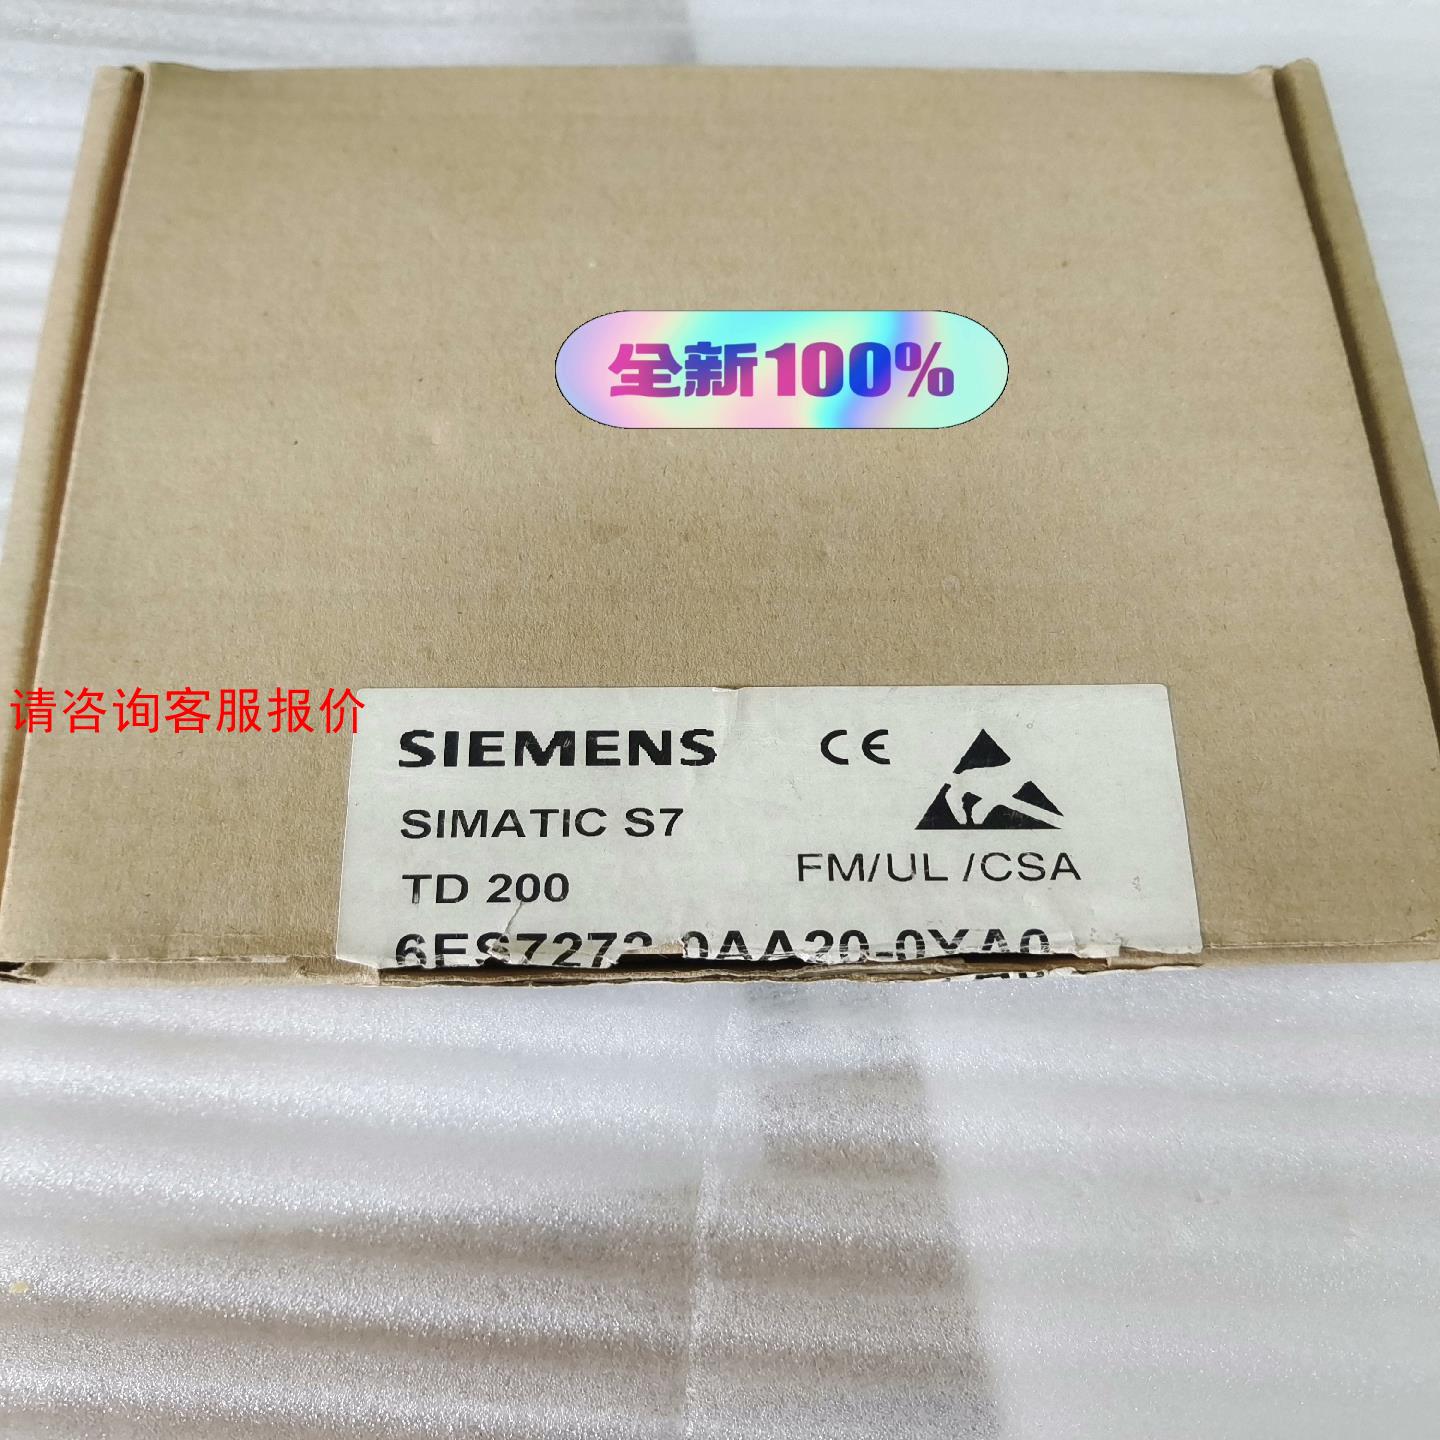 全新100%
请咨询客服报价
SIEMENS CE
SIMATIC S7
FM/UL /CSA
TD 200
6ES7272-0AA20-0YA0